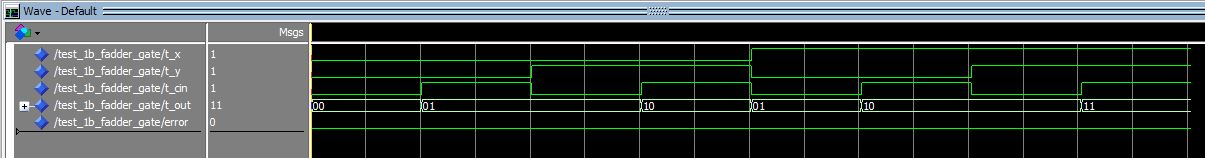 Wave - Default
Msgs
/test_1b_fadder_gate/t_x 1
/test_1b_fadder_gate/t_y 1
/test_1b_fadder_gate/t_cin 1
/test_1b_fadder_gate/t_out 11 00 01 10 01 10 11
/test_1b_fadder_gate/error 0